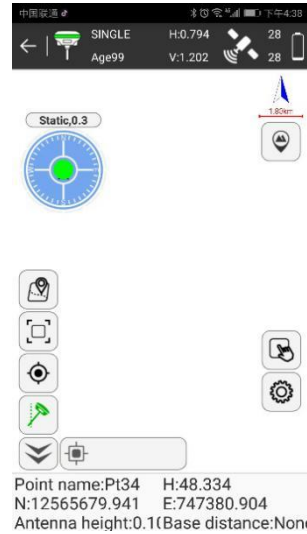 中国联通 下午4:38
SINGLE H:0.794 28
Age99 V:1.202 28
1.83km
Static,0.3
Point name:Pt34 H:48.334
N:12565679.941 E:747380.904
Antenna height:0.1( Base distance:None